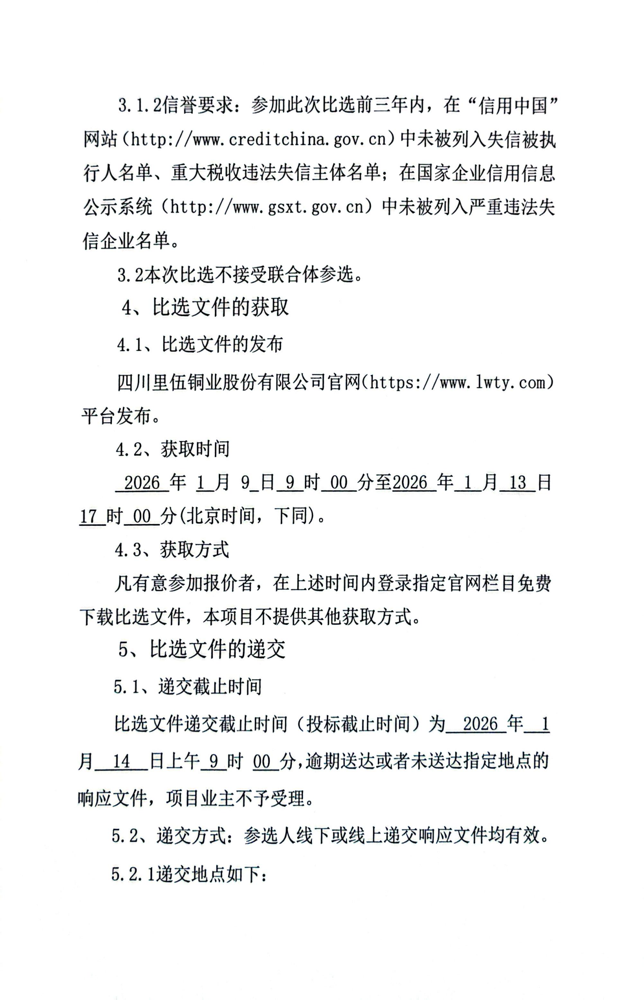 3.1.2信誉要求：参加此次比选前三年内，在“信用中国”
网站（http://www.creditchina.gov.cn）中未被列入失信被执
行人名单、重大税收违法失信主体名单；在国家企业信用信息
公示系统（http://www.gsxt.gov.cn）中未被列入严重违法失
信企业名单。
3.2本次比选不接受联合体参选。
4、比选文件的获取
4.1、比选文件的发布
四川里伍铜业股份有限公司官网(https://www.lwty.com)
平台发布。
4.2、获取时间
2026 年 1 月 9 日 9 时 00 分至2026 年 1 月 13 日
17 时 00 分(北京时间，下同)。
4.3、获取方式
凡有意参加报价者，在上述时间内登录指定官网栏目免费
下载比选文件，本项目不提供其他获取方式。
5、比选文件的递交
5.1、递交截止时间
比选文件递交截止时间（投标截止时间）为 2026 年 1
月 14 日上午 9 时 00 分,逾期送达或者未送达指定地点的
响应文件，项目业主不予受理。
5.2、递交方式：参选人线下或线上递交响应文件均有效。
5.2.1递交地点如下：